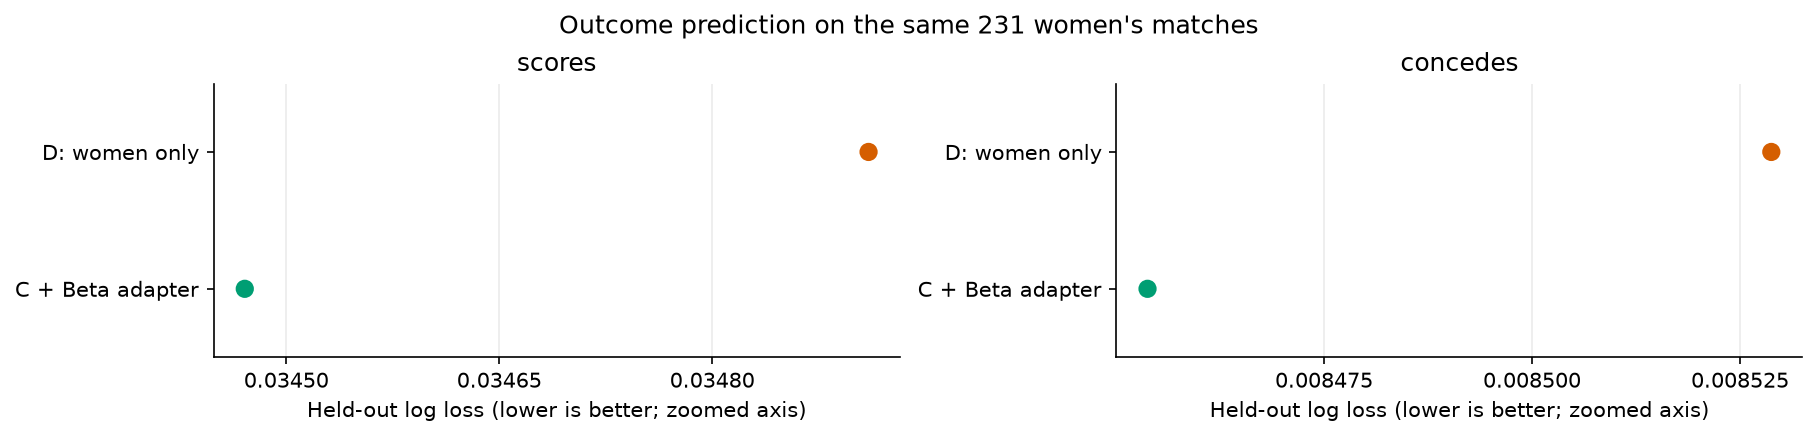 Outcome prediction on the same 231 women's matches
scores
D: women only
C + Beta adapter
0.03450 0.03465 0.03480
Held-out log loss (lower is better; zoomed axis)
concedes
D: women only
C + Beta adapter
0.008475 0.008500 0.008525
Held-out log loss (lower is better; zoomed axis)